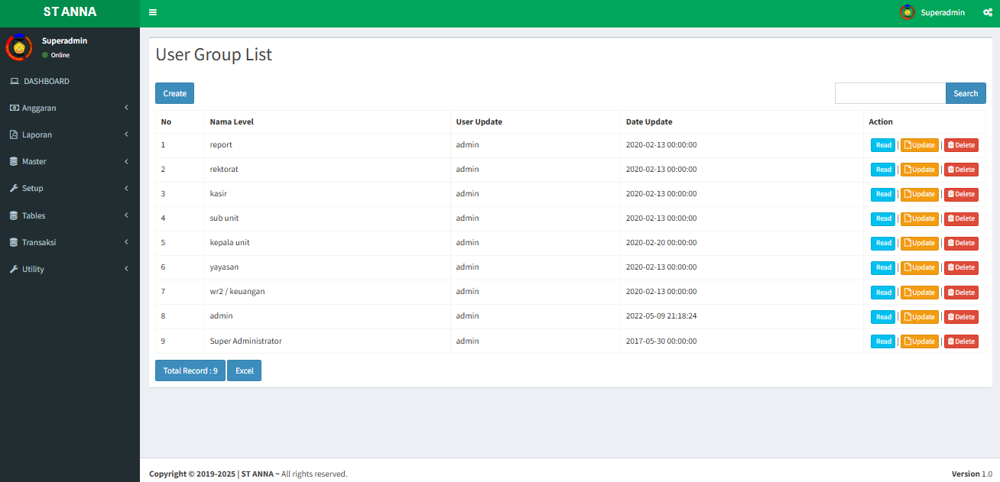 ST ANNA
Superadmin
Superadmin
Online
DASHBOARD
Anggaran
Laporan
Master
Setup
Tables
Transaksi
Utility
User Group List
Create
Search
No Nama Level User Update Date Update Action
1 report admin 2020-02-13 00:00:00 Read | Update | Delete
2 rektorat admin 2020-02-13 00:00:00 Read | Update | Delete
3 kasir admin 2020-02-13 00:00:00 Read | Update | Delete
4 sub unit admin 2020-02-13 00:00:00 Read | Update | Delete
5 kepala unit admin 2020-02-20 00:00:00 Read | Update | Delete
6 yayasan admin 2020-02-13 00:00:00 Read | Update | Delete
7 wr2 / keuangan admin 2020-02-13 00:00:00 Read | Update | Delete
8 admin admin 2022-05-09 21:18:24 Read | Update | Delete
9 Super Administrator admin 2017-05-30 00:00:00 Read | Update | Delete
Total Record : 9 Excel
Copyright © 2019-2025 | ST ANNA ~ All rights reserved. Version 1.0